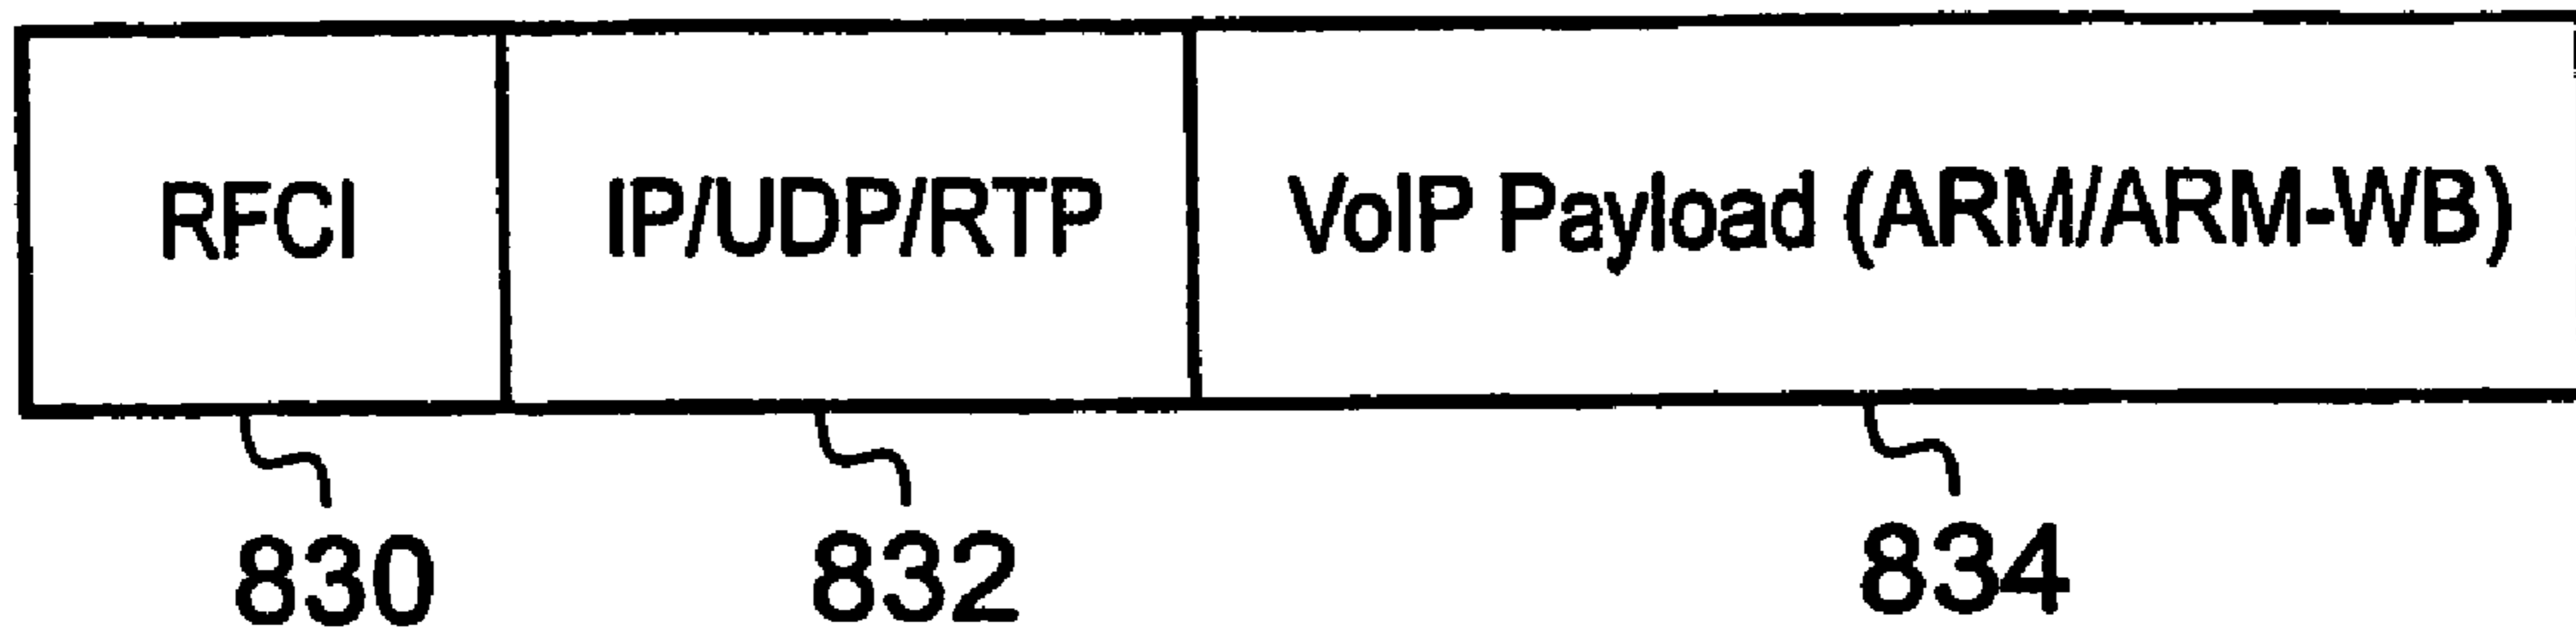 RFCI IP/UDP/RTP VoIP Payload (ARM/ARM-WB)
830 832 834